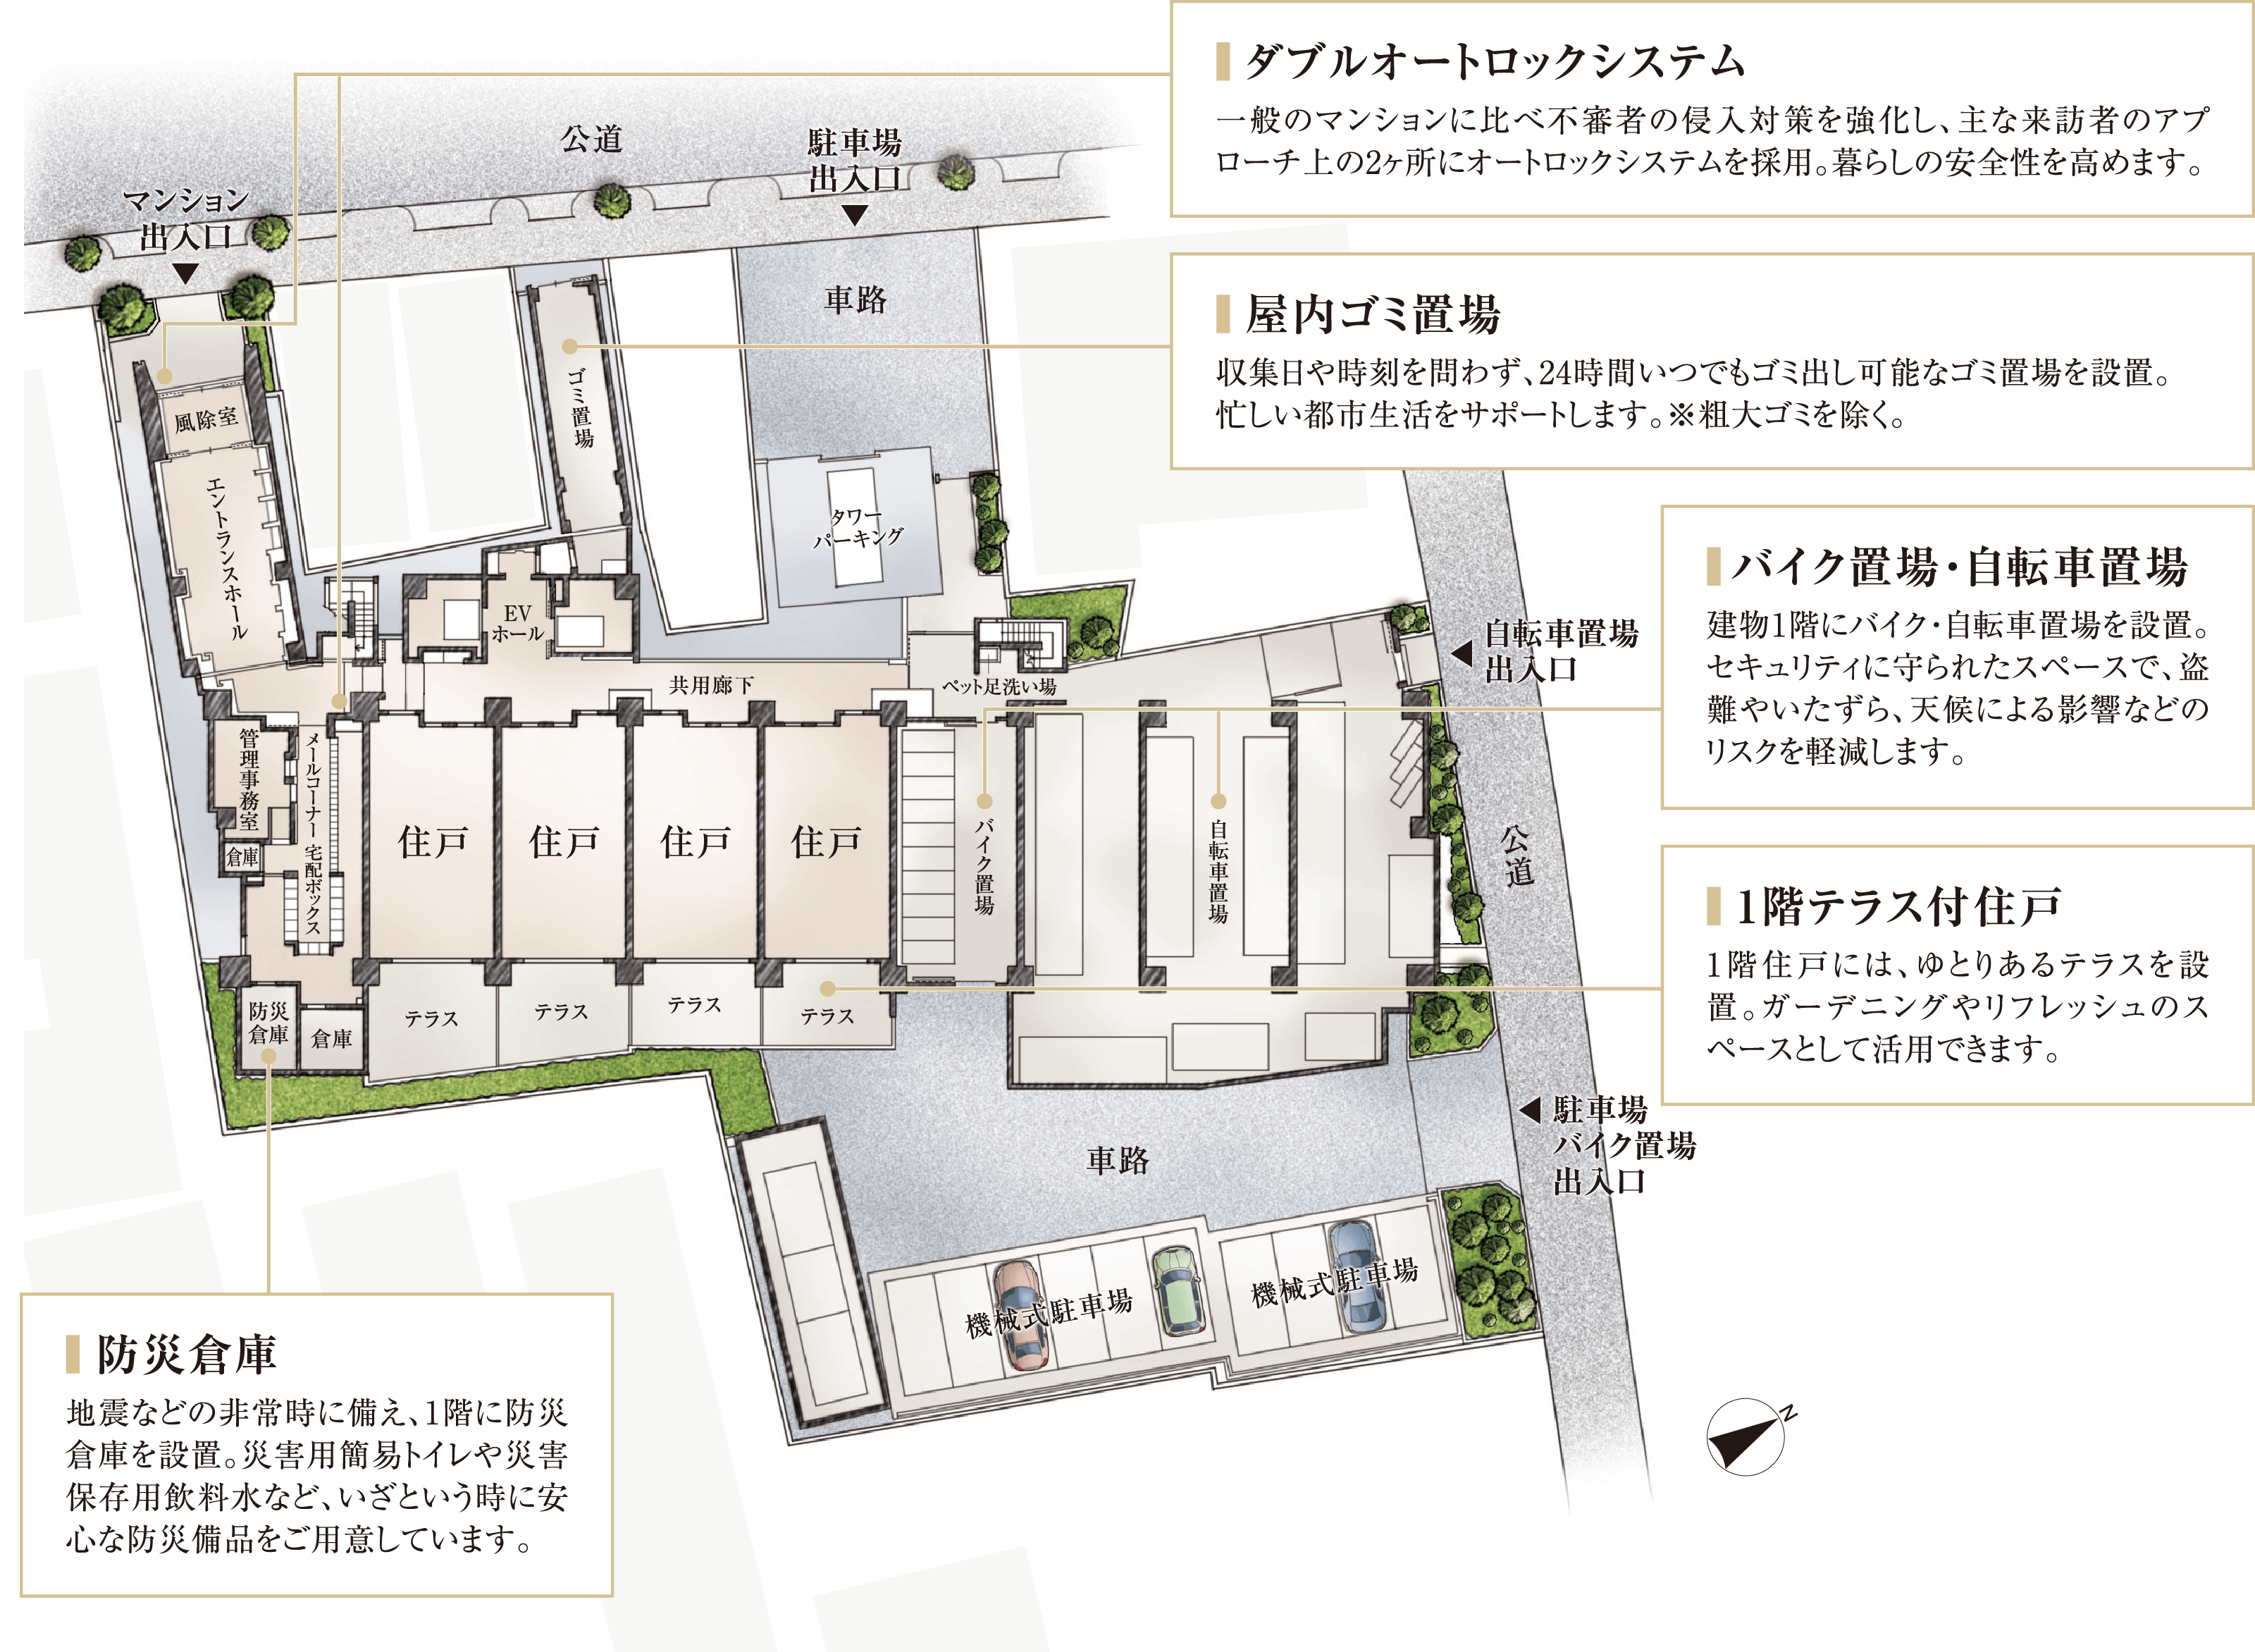 ダブルオートロックシステム
一般のマンションに比べ不審者の侵入対策を強化し、主な来訪者のアプ
ローチ上の2ヶ所にオートロックシステムを採用。暮らしの安全性を高めます。
公道
駐車場
出入口
マンション
出入口
車路
屋内ゴミ置場
収集日や時刻を問わず、24時間いつでもゴミ出し可能なゴミ置場を設置。
忙しい都市生活をサポートします。※粗大ゴミを除く。
ゴミ置場
風除室
エントランスホール
タワー
パーキング
EV
ホール
共用廊下
ペット足洗い場
自転車置場
出入口
バイク置場・自転車置場
建物1階にバイク・自転車置場を設置。
セキュリティに守られたスペースで、盗
難やいたずら、天候による影響などの
リスクを軽減します。
管理事務室
メールコーナー
宅配ボックス
倉庫
住戸
住戸
住戸
住戸
バイク置場
自転車置場
公道
1階テラス付住戸
1階住戸には、ゆとりあるテラスを設
置。ガーデニングやリフレッシュのス
ペースとして活用できます。
防災
倉庫
倉庫
テラス
テラス
テラス
テラス
駐車場
バイク置場
出入口
車路
機械式駐車場
機械式駐車場
防災倉庫
地震などの非常時に備え、1階に防災
倉庫を設置。災害用簡易トイレや災害
保存用飲料水など、いざという時に安
心な防災備品をご用意しています。
N